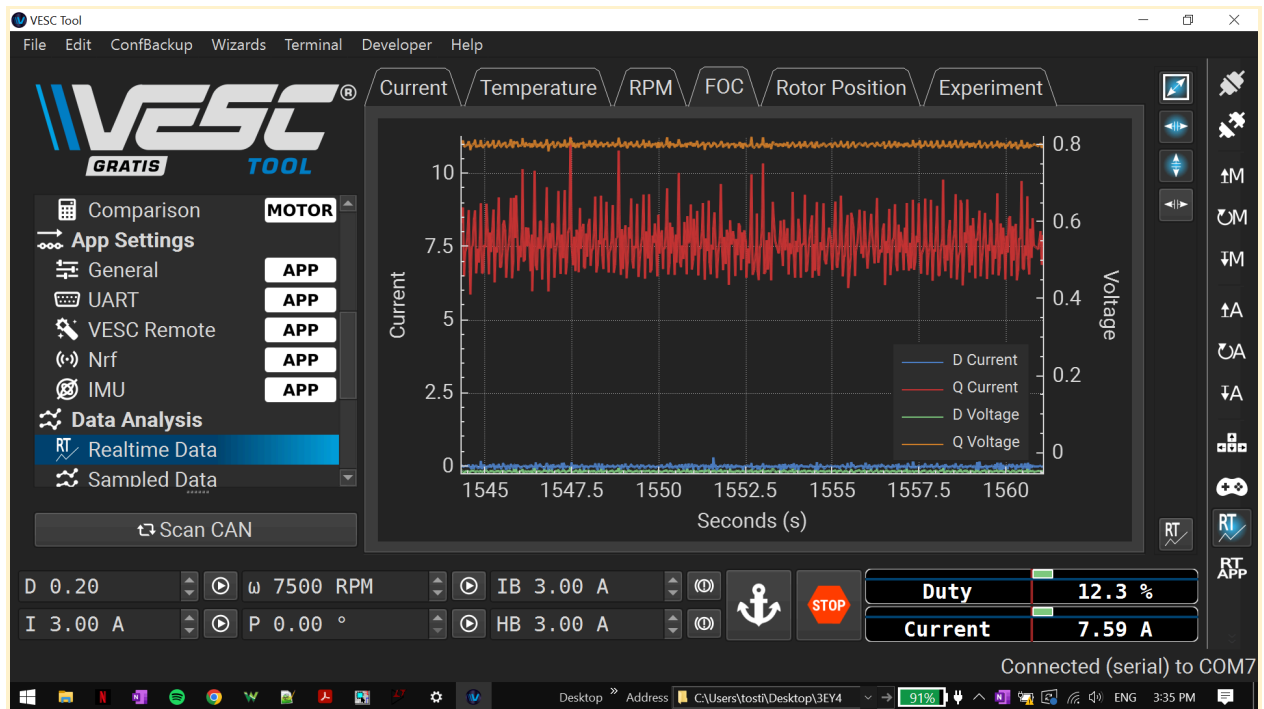 VESC Tool
File Edit ConfBackup Wizards Terminal Developer Help
VESC®
GRATIS TOOL
Comparison MOTOR
App Settings
General APP
UART APP
VESC Remote APP
Nrf APP
IMU APP
Data Analysis
RT Realtime Data
Sampled Data
Scan CAN
Current Temperature RPM FOC Rotor Position Experiment
10
7.5
5
2.5
0
Current
0.8
0.6
0.4
0.2
0
Voltage
D Current
Q Current
D Voltage
Q Voltage
1545 1547.5 1550 1552.5 1555 1557.5 1560
Seconds (s)
RT
M
M
M
A
A
A
RT
RT
APP
D 0.20 ω 7500 RPM IB 3.00 A
I 3.00 A P 0.00 ° HB 3.00 A
STOP
Duty 12.3 %
Current 7.59 A
Connected (serial) to COM7
Desktop » Address C:\Users\tosti\Desktop\3EY4 91% ENG 3:35 PM